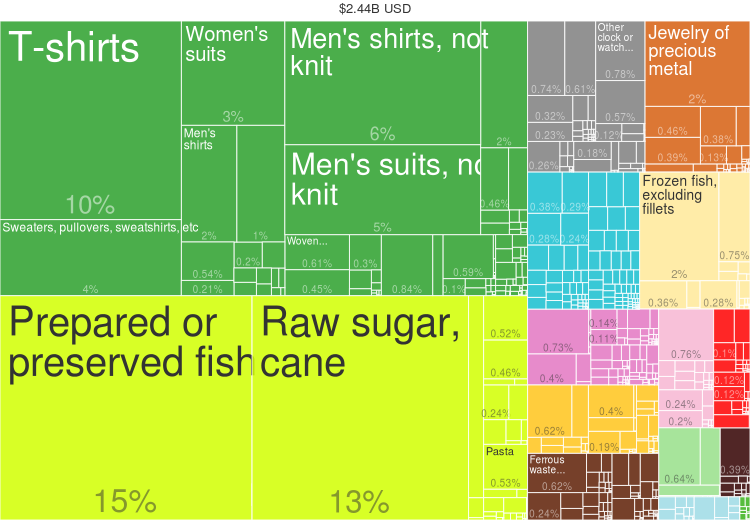 $2.44B USD
T-shirts
10%
Sweaters, pullovers, sweatshirts, etc
4%
Women's
suits
3%
Men's
shirts
2%
1%
0.54%
0.2%
0.21%
Men's shirts, not
knit
6%
Men's suits, no
knit
5%
Woven...
0.61%
0.3%
0.45%
0.84%
0.59%
0.1%
2%
0.46%
Prepared or
preserved fish
15%
Raw sugar,
cane
13%
0.52%
0.46%
0.24%
Pasta
0.53%
0.74%
0.61%
0.32%
0.23%
0.26%
0.18%
Other
clock or
watch...
0.78%
0.57%
0.12%
Jewelry of
precious
metal
2%
0.46%
0.38%
0.39%
0.13%
0.38%
0.29%
0.28%
0.24%
Frozen fish,
excluding
fillets
2%
0.75%
0.36%
0.28%
0.73%
0.4%
0.14%
0.11%
0.76%
0.24%
0.2%
0.1%
0.12%
0.12%
0.62%
0.4%
0.19%
Ferrous
waste...
0.62%
0.24%
0.64%
0.39%